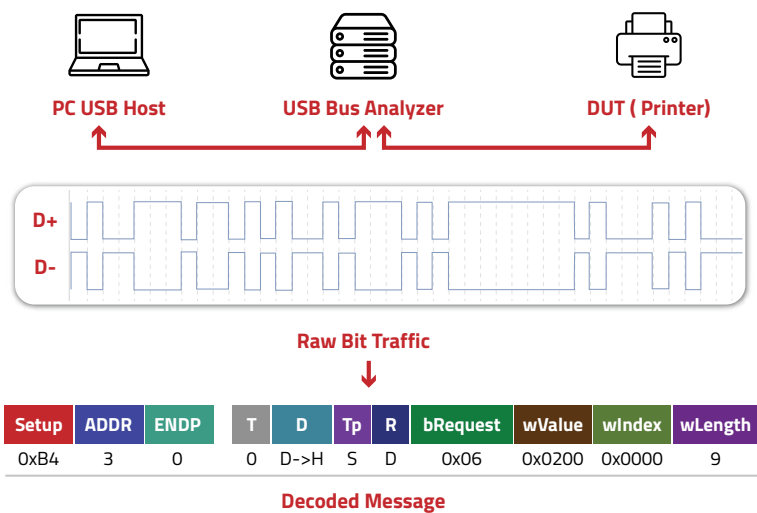 PC USB Host USB Bus Analyzer DUT ( Printer)
D+
D-
Raw Bit Traffic
Setup ADDR ENDP T D Tp R bRequest wValue wIndex wLength
0xB4 3 0 0 D->H S D 0x06 0x0200 0x0000 9
Decoded Message